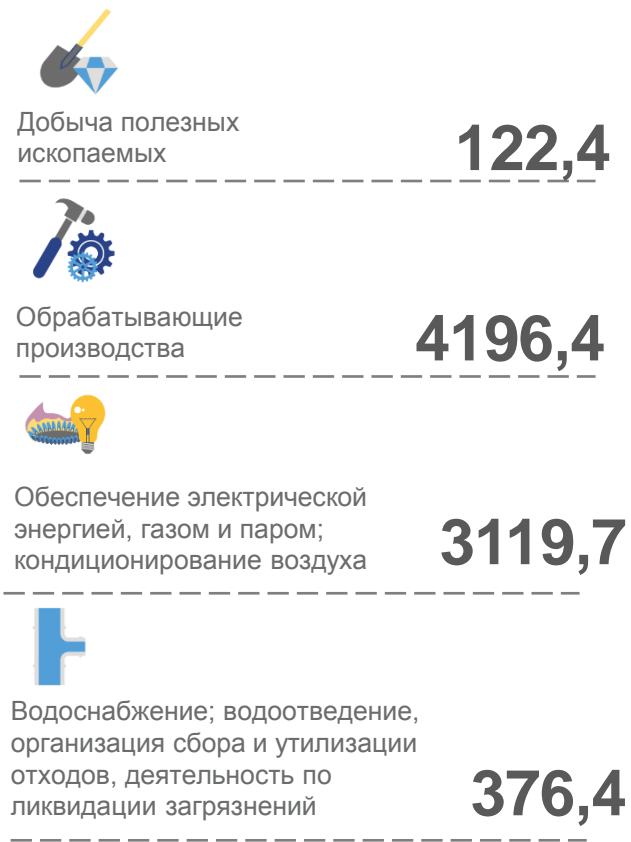 Добыча полезных
ископаемых
122,4
Обрабатывающие
производства
4196,4
Обеспечение электрической
энергией, газом и паром;
кондиционирование воздуха
3119,7
Водоснабжение; водоотведение,
организация сбора и утилизации
отходов, деятельность по
ликвидации загрязнений
376,4